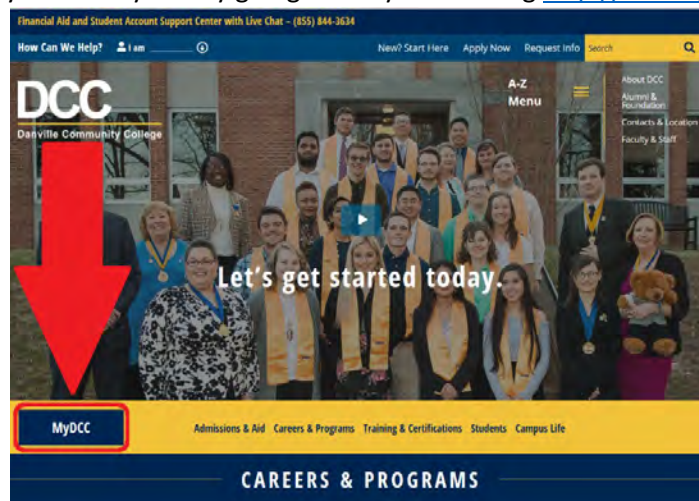 Financial Aid and Student Account Support Center with Live Chat – (855) 844-3634
How Can We Help? I am
New? Start Here Apply Now Request Info Search
DCC
Danville Community College
A-Z
Menu
About DCC
Alumni &
Foundation
Contacts & Location
Faculty & Staff
Let's get started today.
MyDCC
Admissions & Aid Careers & Programs Training & Certifications Students Campus Life
CAREERS & PROGRAMS